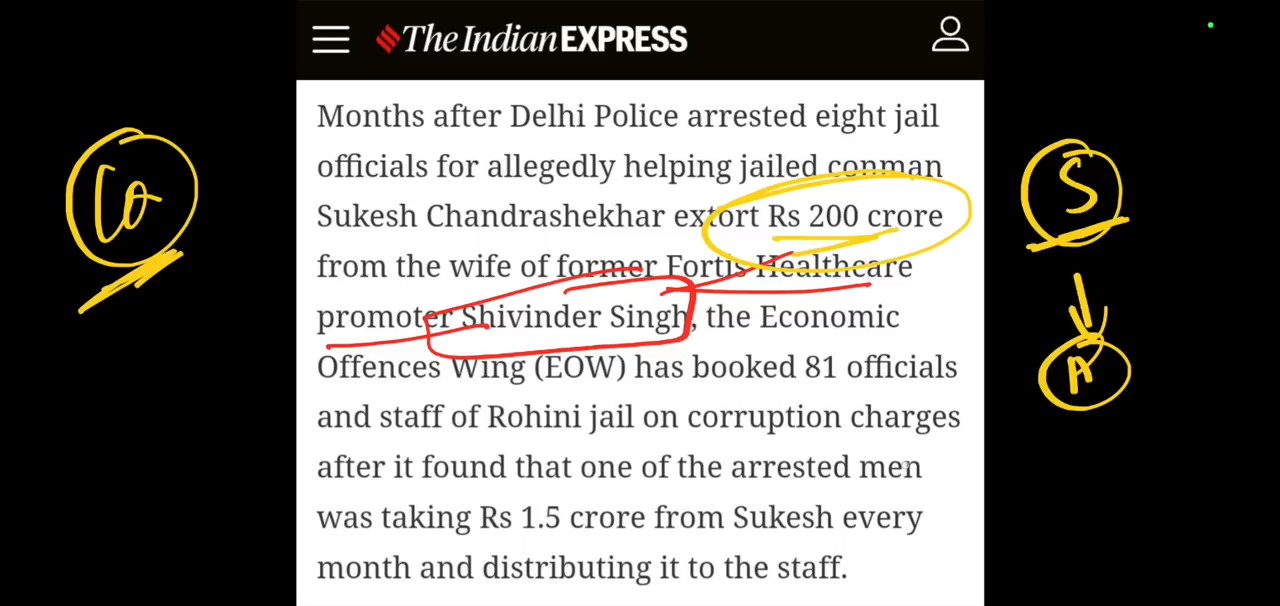 The Indian EXPRESS
Months after Delhi Police arrested eight jail
officials for allegedly helping jailed conman
Sukesh Chandrashekhar extort Rs 200 crore
from the wife of former Fortis Healthcare
promoter Shivinder Singh, the Economic
Offences Wing (EOW) has booked 81 officials
and staff of Rohini jail on corruption charges
after it found that one of the arrested men
was taking Rs 1.5 crore from Sukesh every
month and distributing it to the staff.
Co
S
A